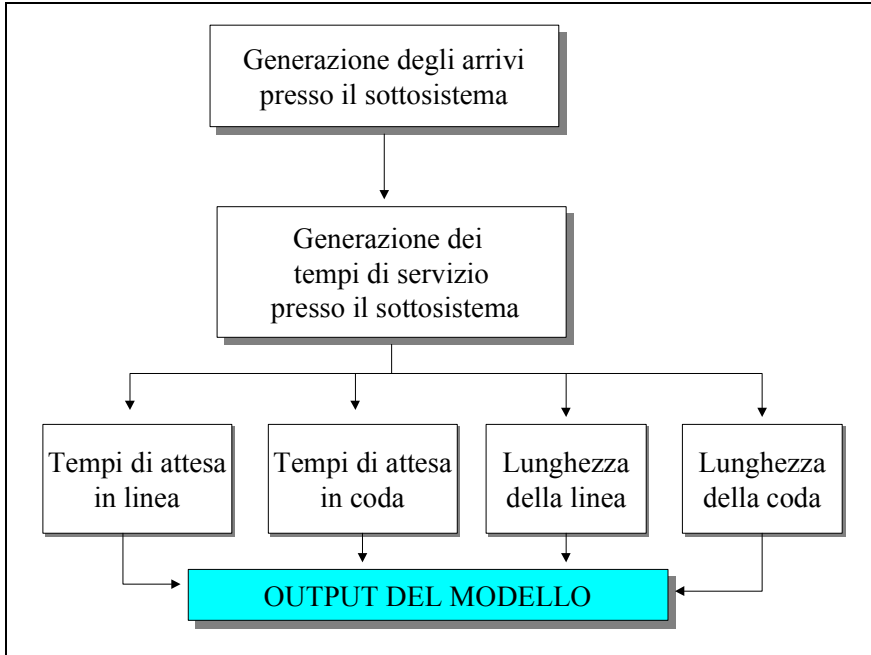 Generazione degli arrivi
presso il sottosistema
Generazione dei
tempi di servizio
presso il sottosistema
Tempi di attesa
in linea
Tempi di attesa
in coda
Lunghezza
della linea
Lunghezza
della coda
OUTPUT DEL MODELLO